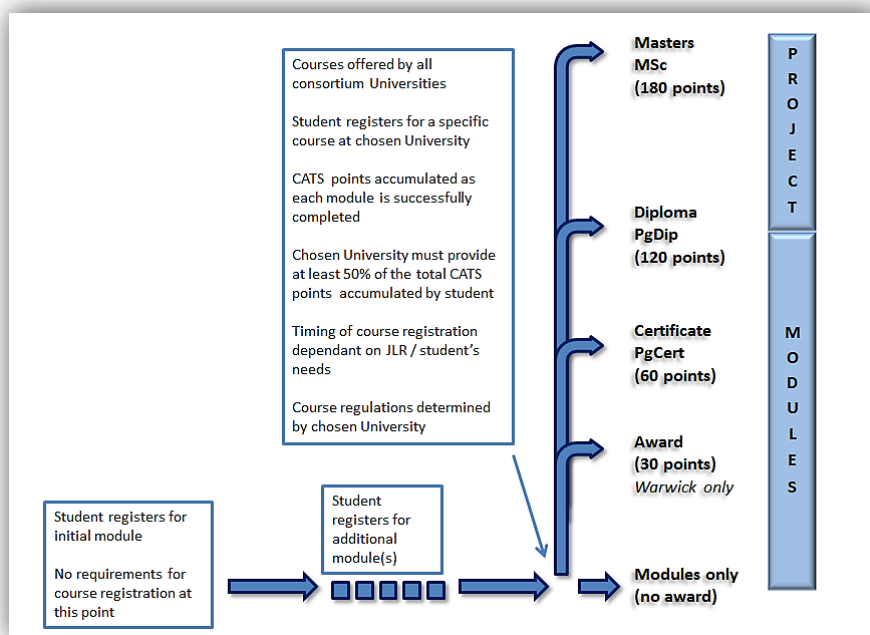 Courses offered by all
consortium Universities
Student registers for a specific
course at chosen University
CATS points accumulated as
each module is successfully
completed
Chosen University must provide
at least 50% of the total CATS
points accumulated by student
Timing of course registration
dependant on JLR / student's
needs
Course regulations determined
by chosen University
Masters
MSc
(180 points)
Diploma
PgDip
(120 points)
Certificate
PgCert
(60 points)
Award
(30 points)
Warwick only
Modules only
(no award)
PROJECT
MODULES
Student registers for
initial module
No requirements for
course registration at
this point
Student
registers for
additional
module(s)